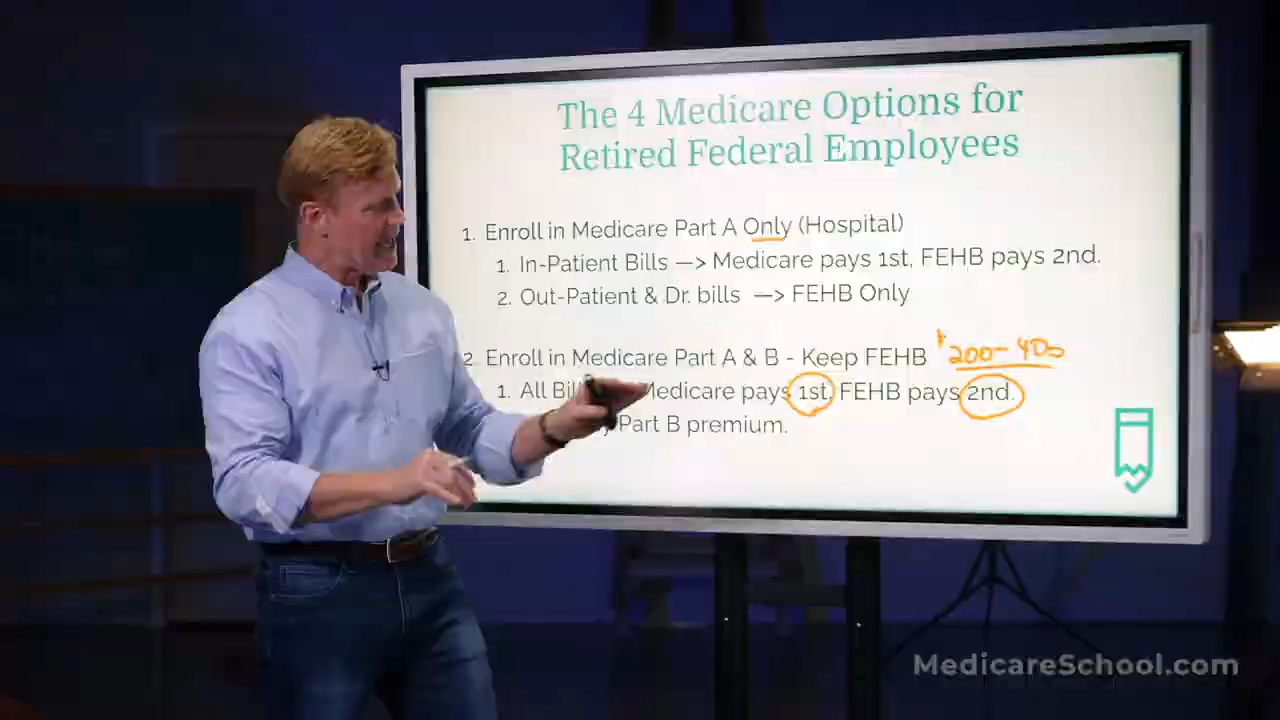 The 4 Medicare Options for
Retired Federal Employees
1. Enroll in Medicare Part A Only (Hospital)
1. In-Patient Bills —> Medicare pays 1st, FEHB pays 2nd.
2. Out-Patient & Dr. bills —> FEHB Only
2. Enroll in Medicare Part A & B - Keep FEHB $200-400
1. All Medicare pays 1st, FEHB pays 2nd.
Part B premium.
MedicareSchool.com